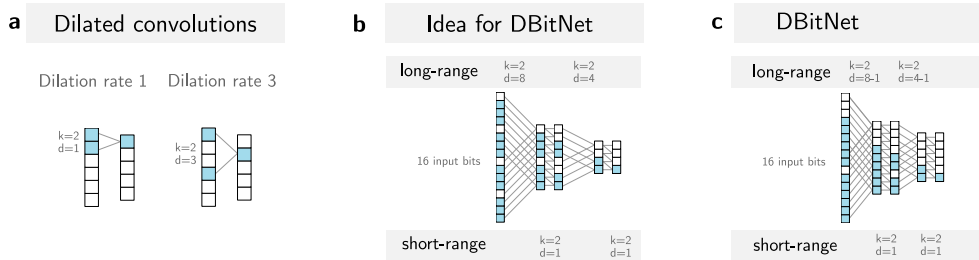 a Dilated convolutions
Dilation rate 1
Dilation rate 3
k=2
d=1
k=2
d=3
b Idea for DBitNet
long-range
k=2
d=8
k=2
d=4
16 input bits
short-range
k=2
d=1
k=2
d=1
c DBitNet
long-range
k=2
d=8-1
k=2
d=4-1
16 input bits
short-range
k=2
d=1
k=2
d=1